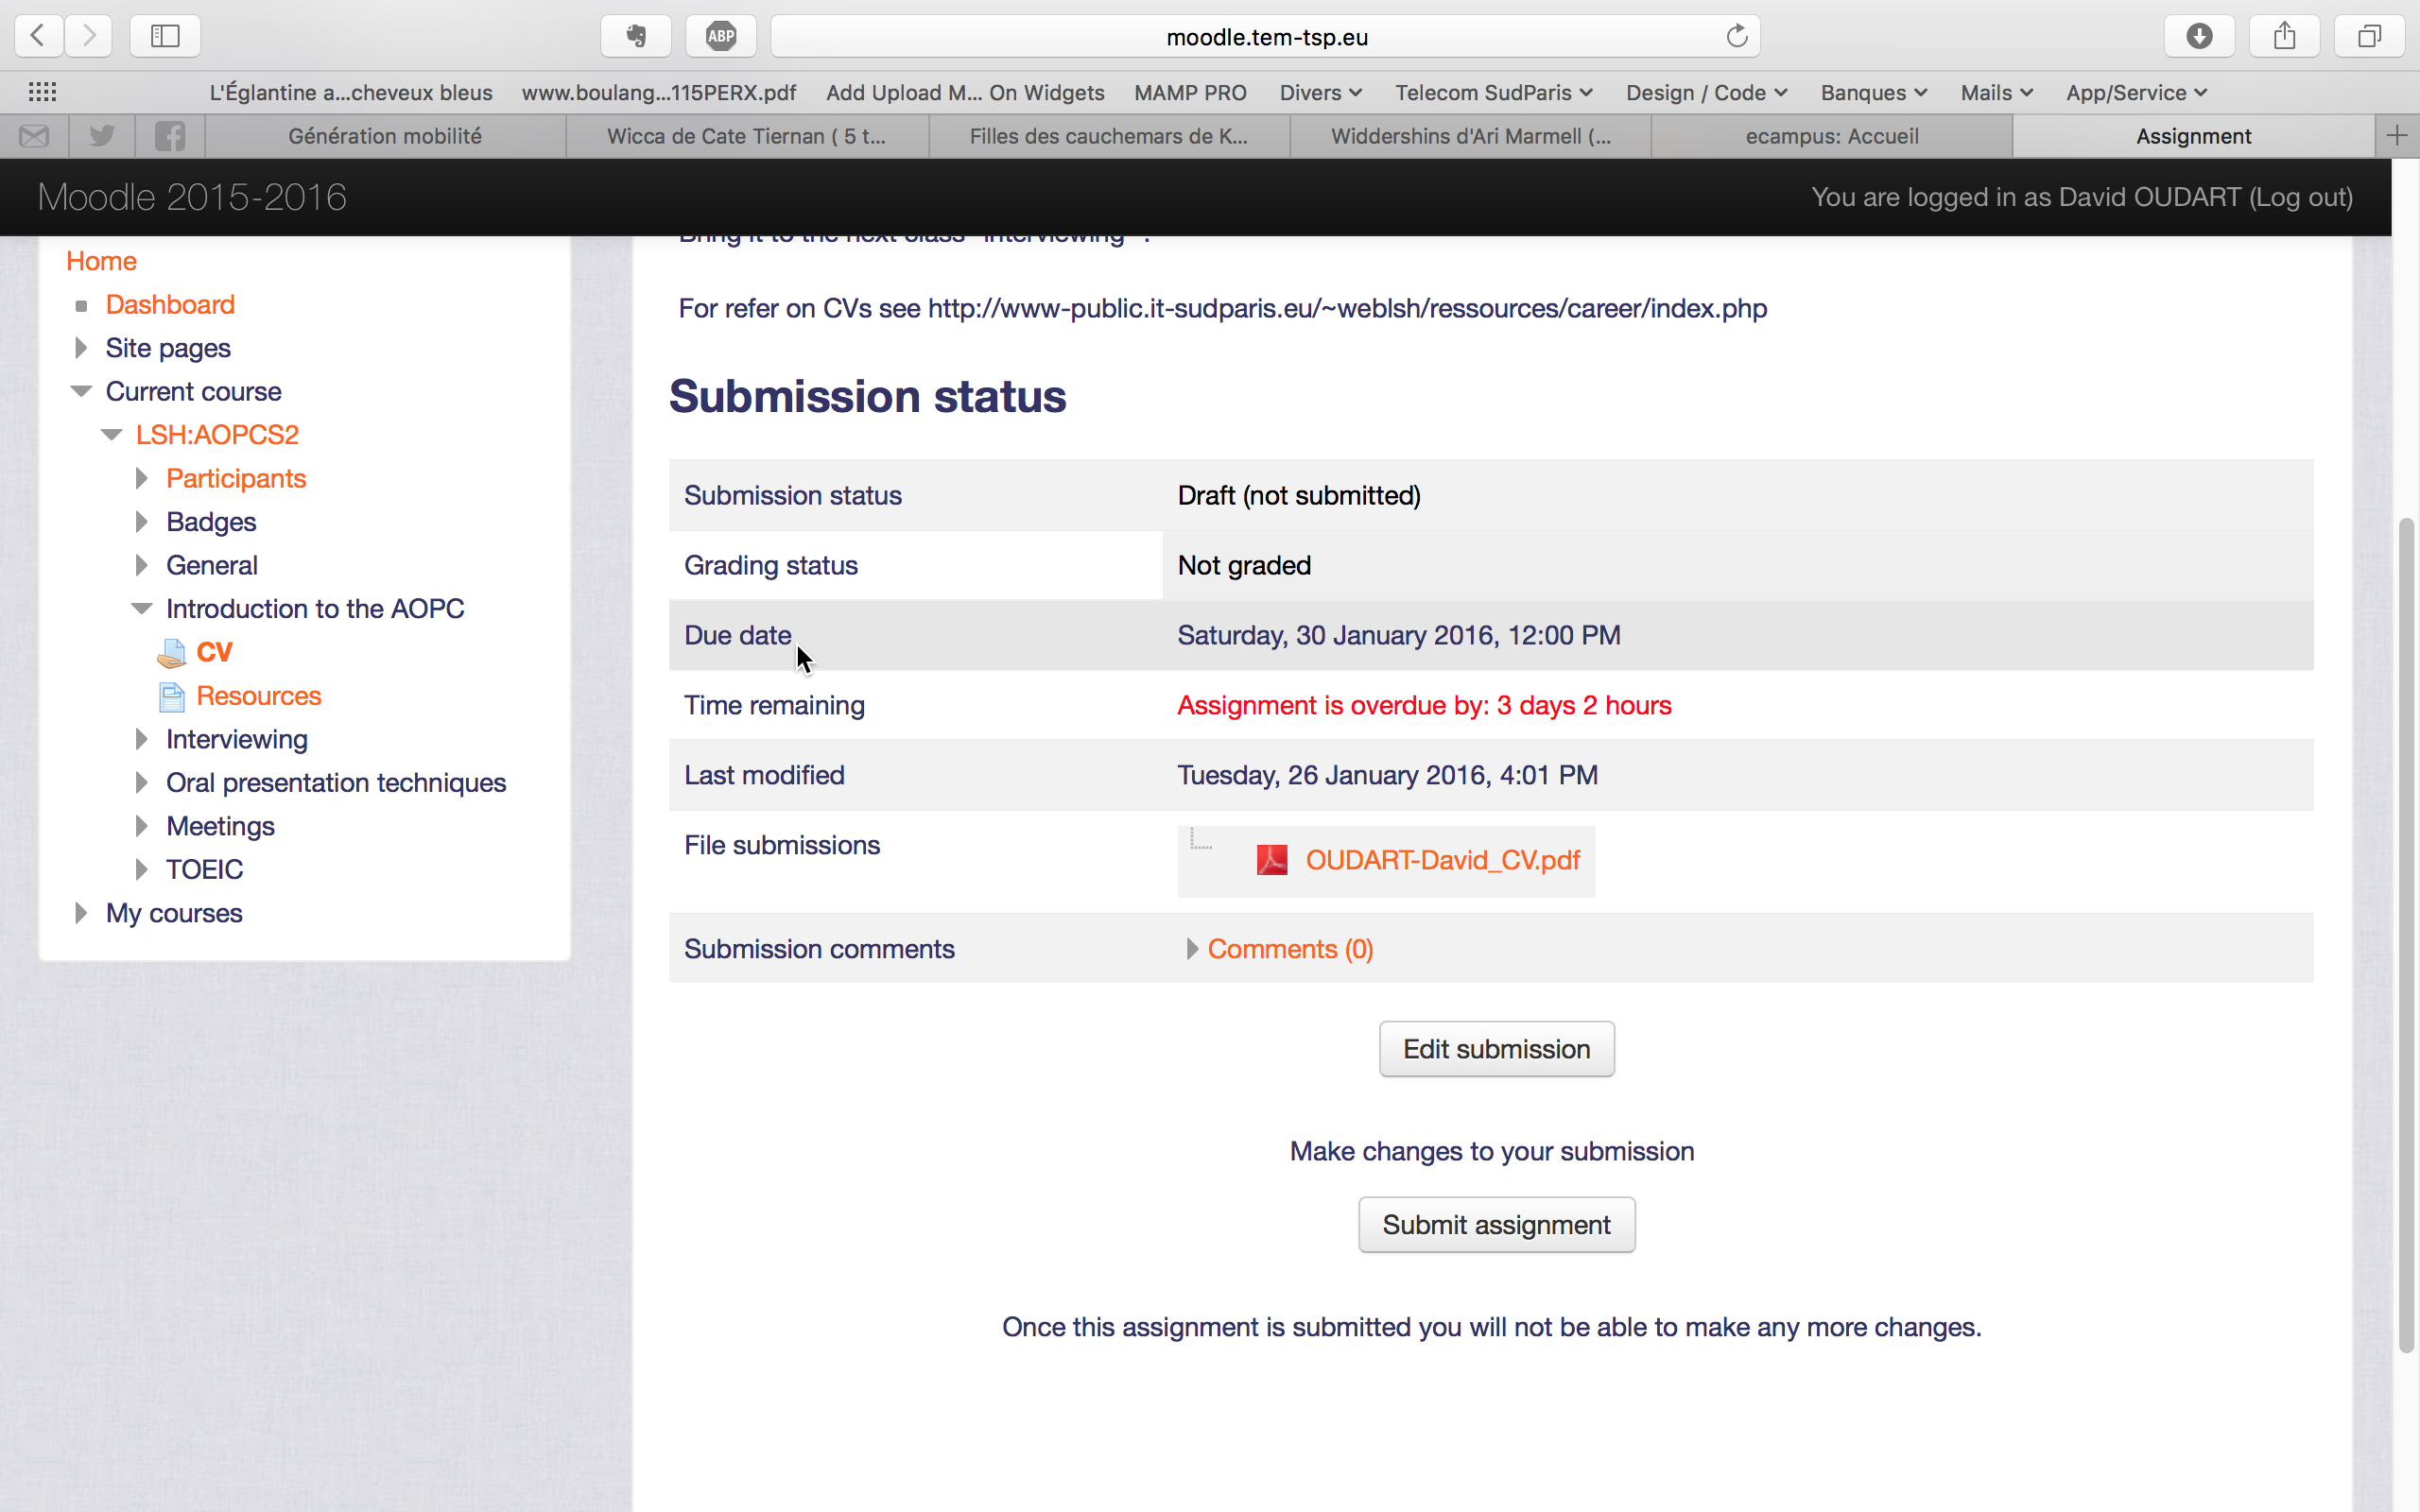 ABP
moodle.tem-tsp.eu
L'Églantine a...cheveux bleus
www.boulang...115PERX.pdf
Add Upload M... On Widgets
MAMP PRO
Divers
Telecom SudParis
Design / Code
Banques
Mails
App/Service
Génération mobilité
Wicca de Cate Tiernan ( 5 t...
Filles des cauchemars de K...
Widdershins d'Ari Marmell (...
ecampus: Accueil
Assignment
Moodle 2015-2016
You are logged in as David OUDART (Log out)
Home
Dashboard
Site pages
Current course
LSH:AOPCS2
Participants
Badges
General
Introduction to the AOPC
CV
Resources
Interviewing
Oral presentation techniques
Meetings
TOEIC
My courses
Bring it to the next class "interviewing" .
For refer on CVs see http://www-public.it-sudparis.eu/~weblsh/ressources/career/index.php
Submission status
Submission status Draft (not submitted)
Grading status Not graded
Due date Saturday, 30 January 2016, 12:00 PM
Time remaining Assignment is overdue by: 3 days 2 hours
Last modified Tuesday, 26 January 2016, 4:01 PM
File submissions OUDART-David_CV.pdf
Submission comments Comments (0)
Edit submission
Make changes to your submission
Submit assignment
Once this assignment is submitted you will not be able to make any more changes.